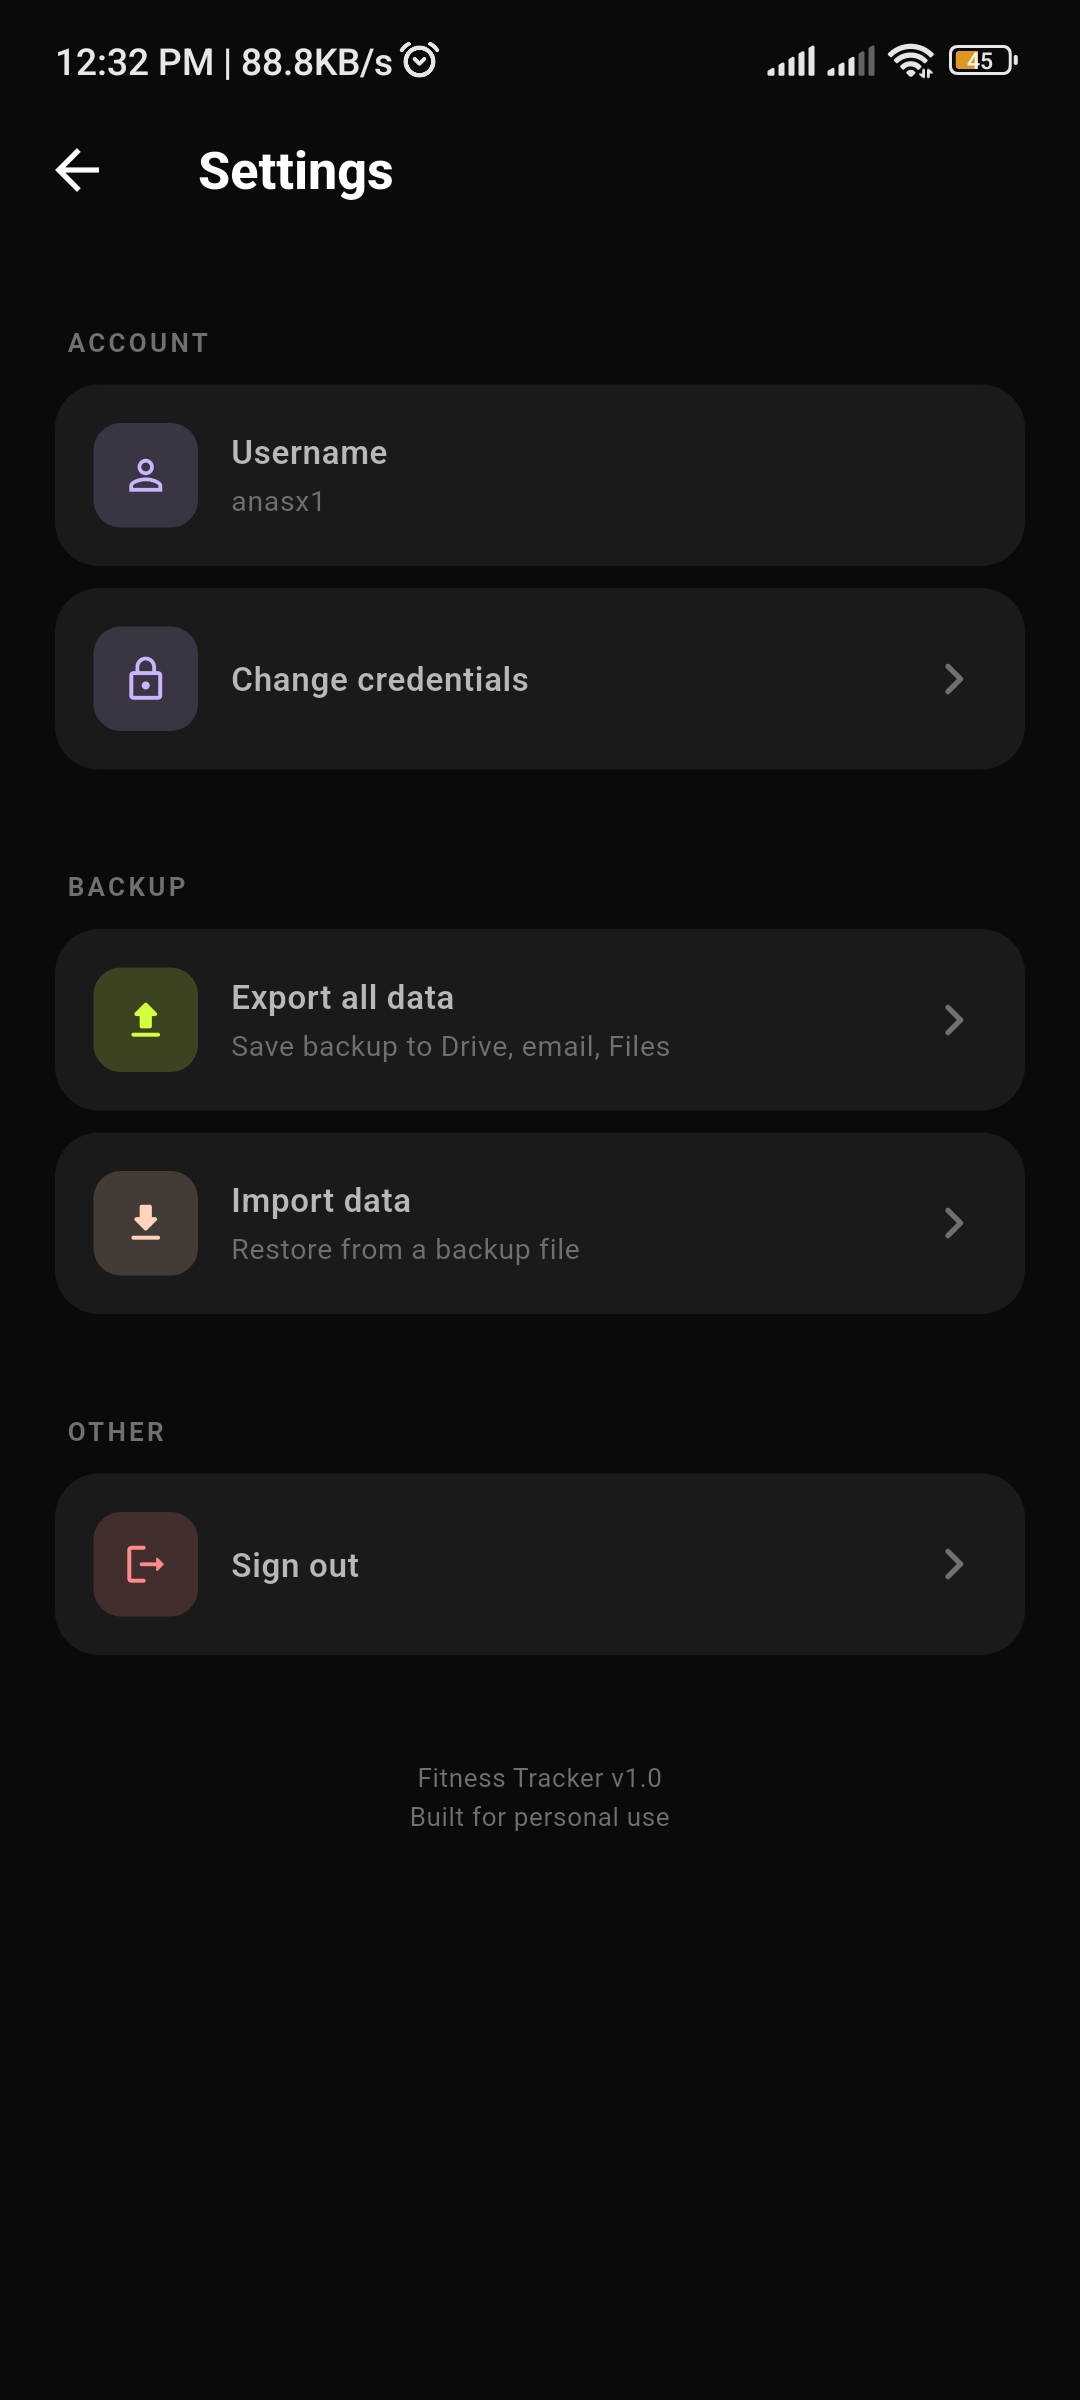 12:32 PM | 88.8KB/s
45
Settings
ACCOUNT
Username
anasx1
Change credentials
BACKUP
Export all data
Save backup to Drive, email, Files
Import data
Restore from a backup file
OTHER
Sign out
Fitness Tracker v1.0
Built for personal use